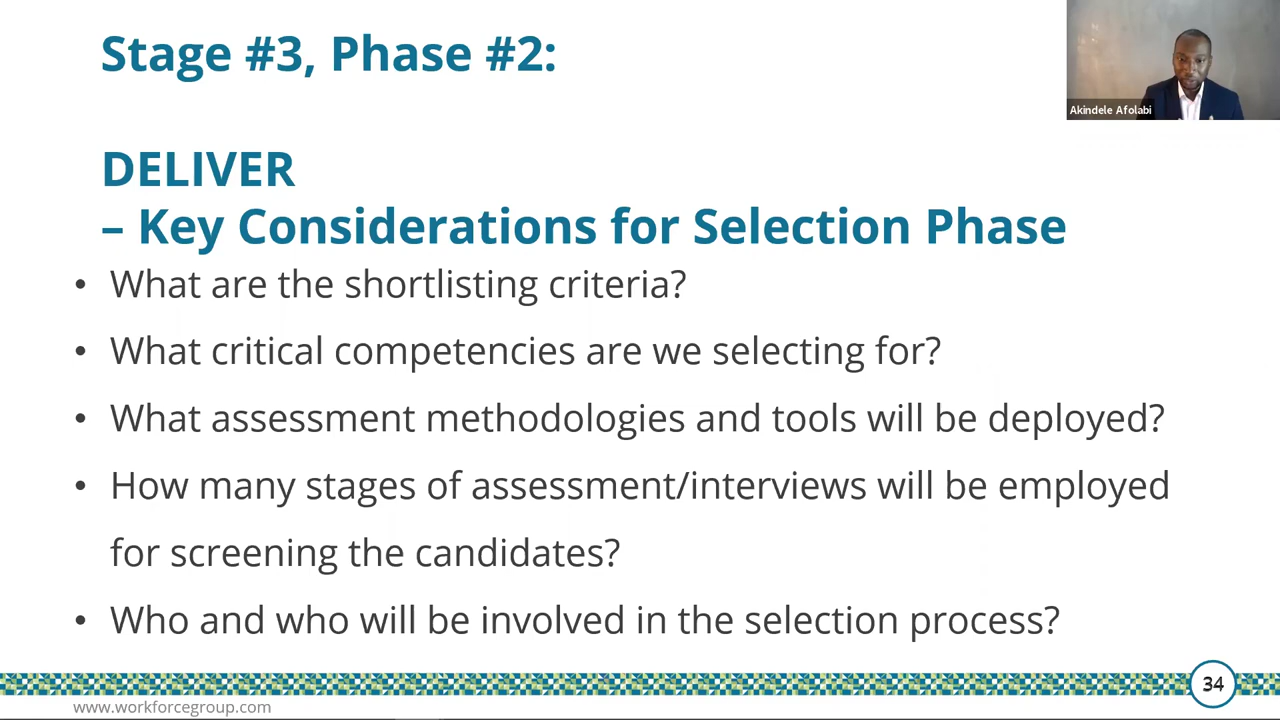 Stage #3, Phase #2:
Akindele Afolabi
DELIVER
– Key Considerations for Selection Phase
• What are the shortlisting criteria?
• What critical competencies are we selecting for?
• What assessment methodologies and tools will be deployed?
• How many stages of assessment/interviews will be employed
for screening the candidates?
• Who and who will be involved in the selection process?
34
www.workforcegroup.com